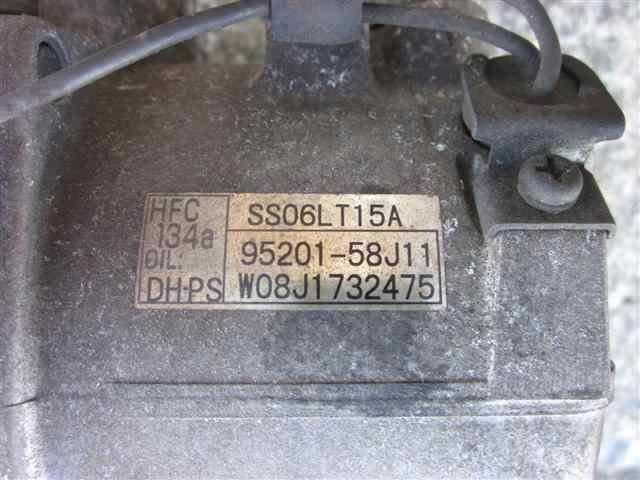 HFC
134a
OIL:
DH-PS
SS06LT15A
95201-58J11
W08J1732475